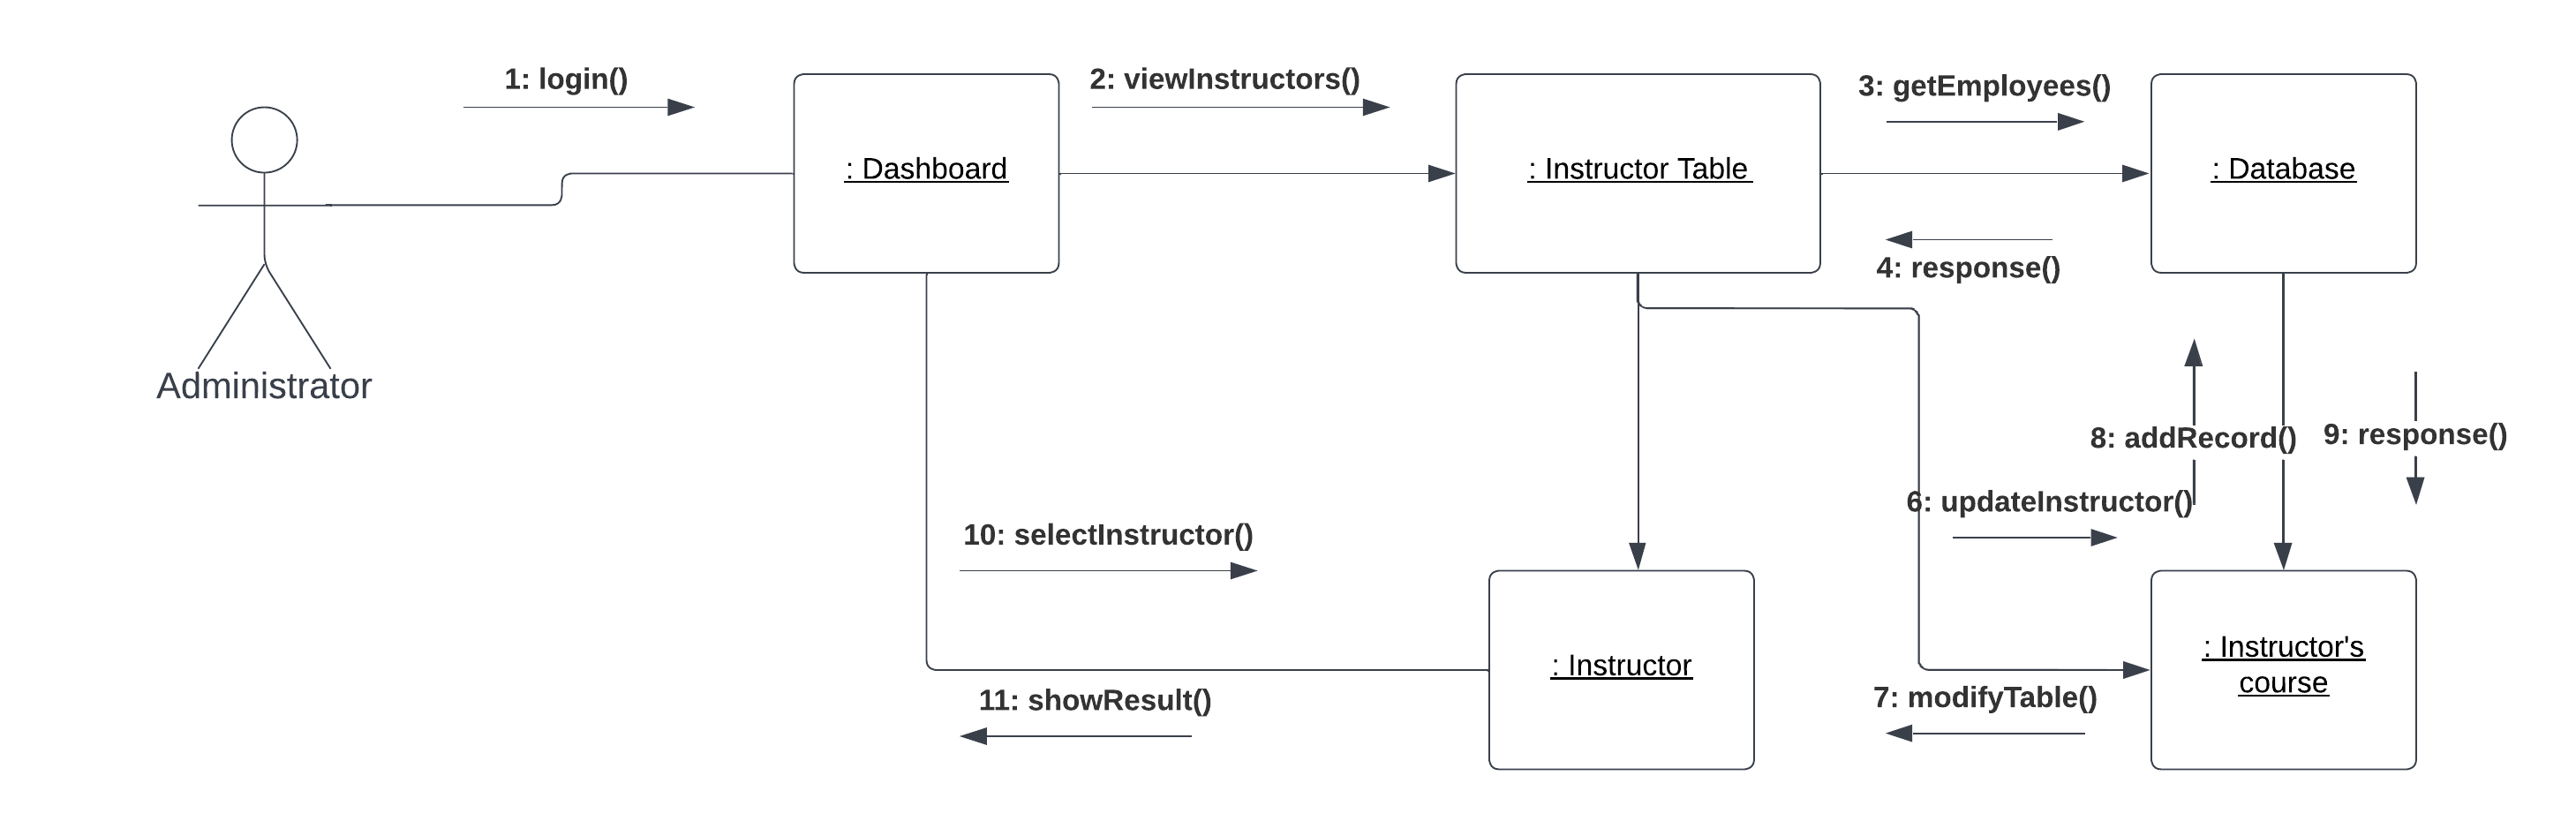 1: login()
2: viewInstructors()
3: getEmployees()
: Dashboard
: Instructor Table
: Database
4: response()
Administrator
8: addRecord()
9: response()
6: updateInstructor()
10: selectInstructor()
: Instructor
: Instructor's
course
11: showResult()
7: modifyTable()